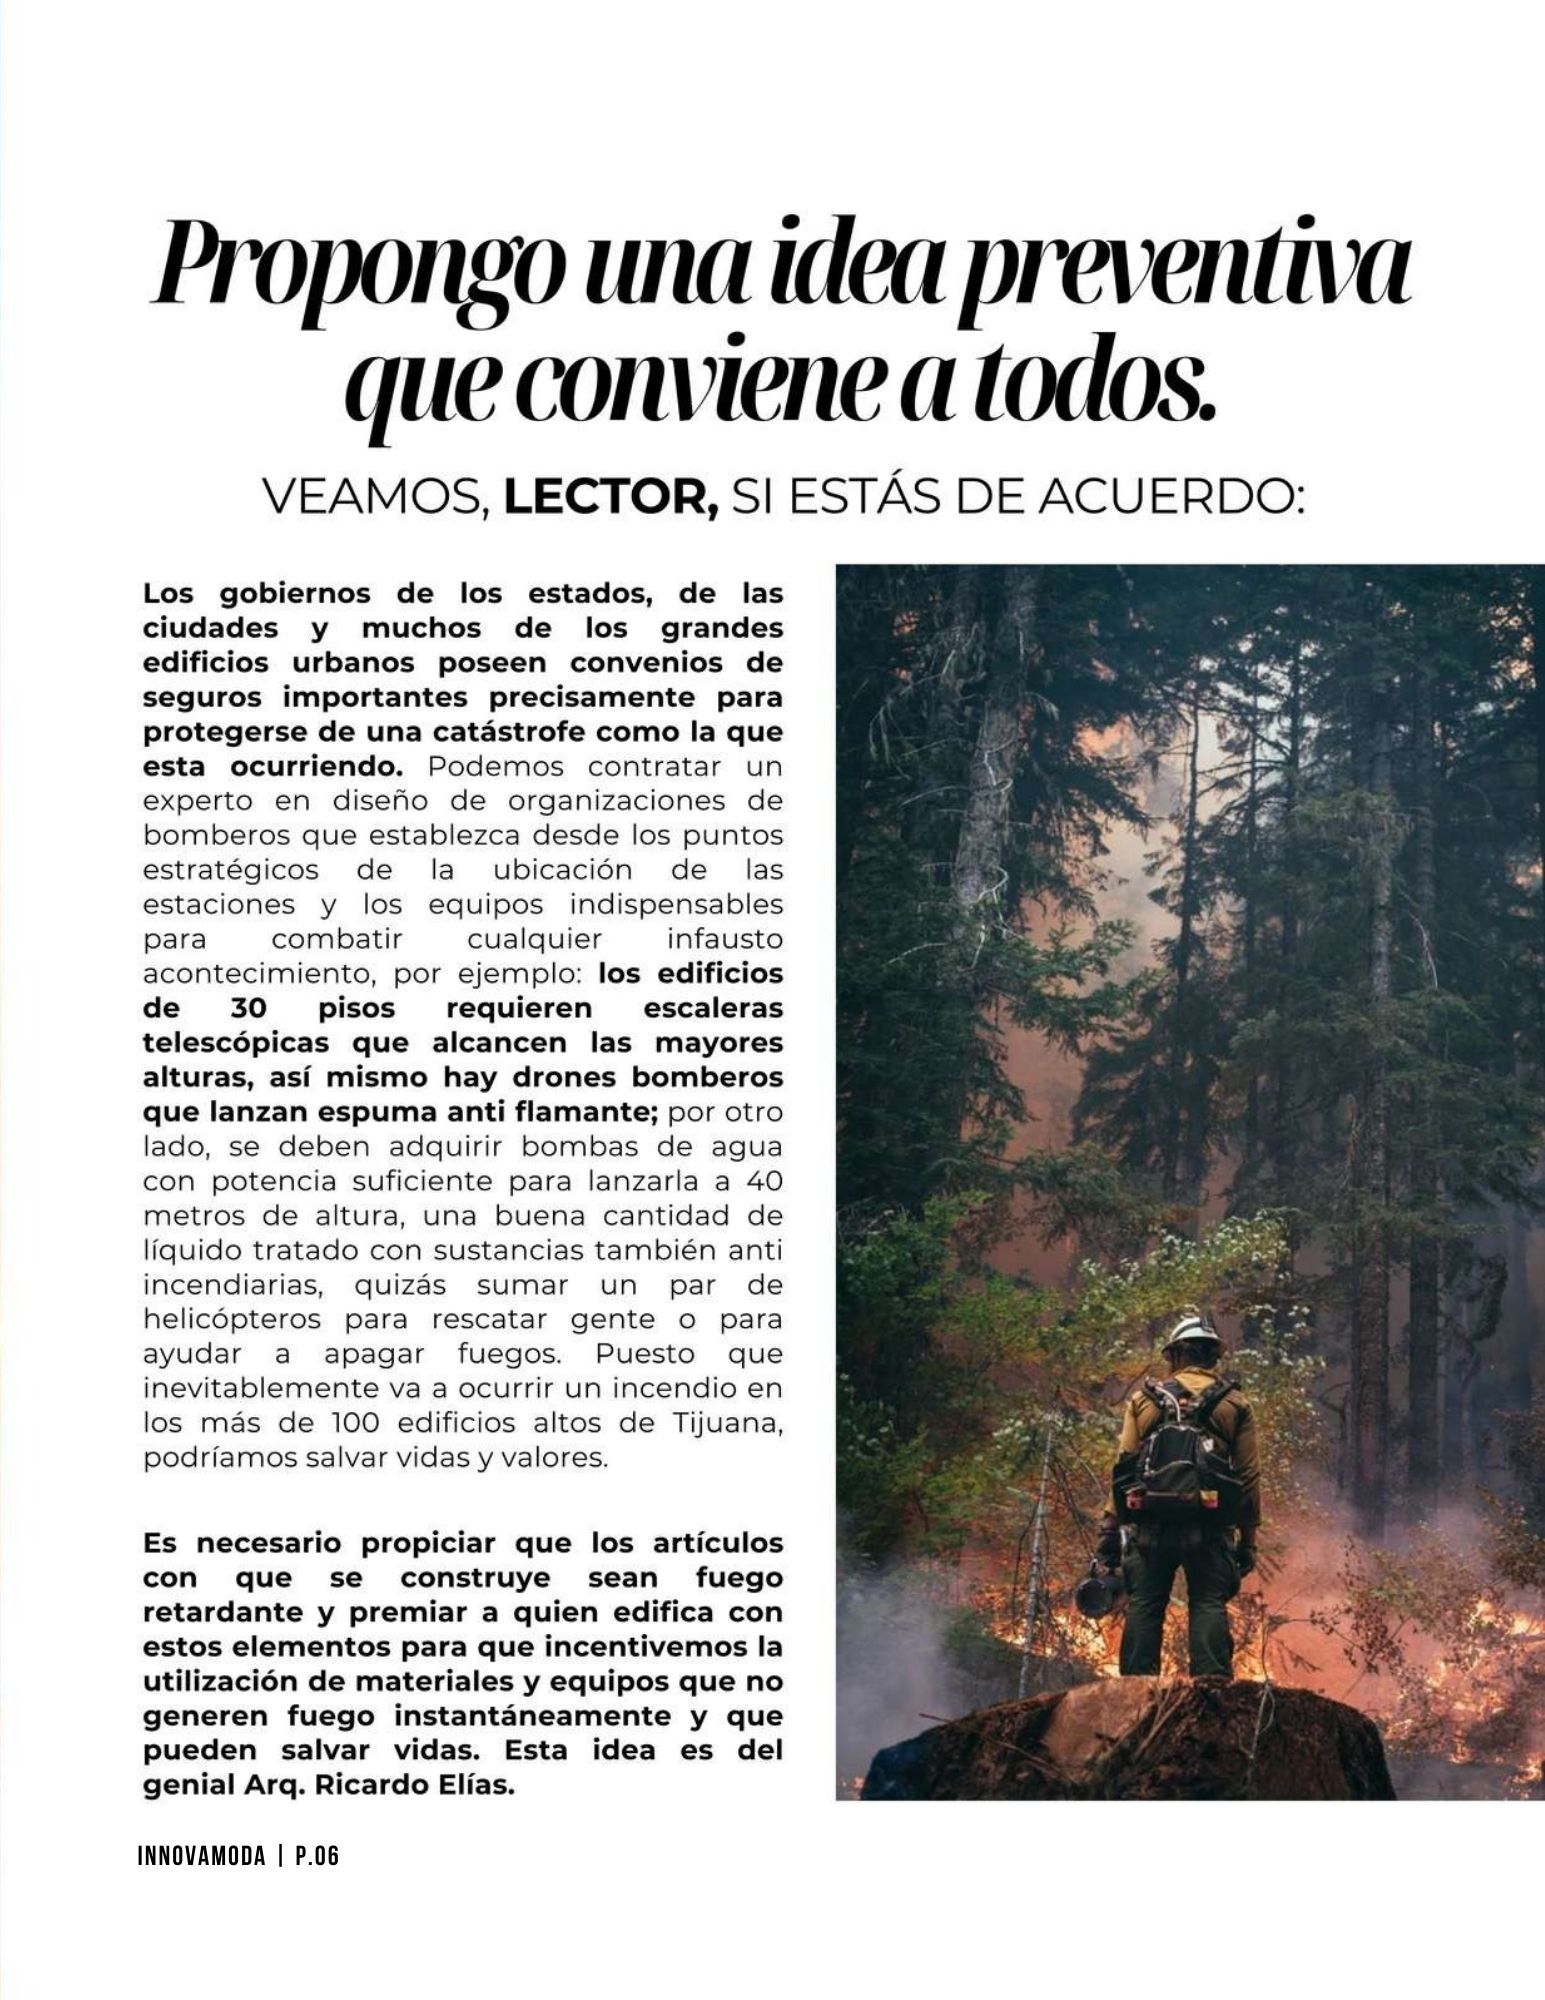 Propongo una idea preventiva
que conviene a todos.
VEAMOS, LECTOR, SI ESTÁS DE ACUERDO:
Los gobiernos de los estados, de las
ciudades y muchos de los grandes
edificios urbanos poseen convenios de
seguros importantes precisamente para
protegerse de una catástrofe como la que
esta ocurriendo. Podemos contratar un
experto en diseño de organizaciones de
bomberos que establezca desde los puntos
estratégicos de la ubicación de las
estaciones y los equipos indispensables
para combatir cualquier infausto
acontecimiento, por ejemplo: los edificios
de 30 pisos requieren escaleras
telescópicas que alcancen las mayores
alturas, así mismo hay drones bomberos
que lanzan espuma anti flamante; por otro
lado, se deben adquirir bombas de agua
con potencia suficiente para lanzarla a 40
metros de altura, una buena cantidad de
líquido tratado con sustancias también anti
incendiarias, quizás sumar un par de
helicópteros para rescatar gente o para
ayudar a apagar fuegos. Puesto que
inevitablemente va a ocurrir un incendio en
los más de 100 edificios altos de Tijuana,
podríamos salvar vidas y valores.
Es necesario propiciar que los artículos
con que se construye sean fuego
retardante y premiar a quien edifica con
estos elementos para que incentivemos la
utilización de materiales y equipos que no
generen fuego instantáneamente y que
pueden salvar vidas. Esta idea es del
genial Arq. Ricardo Elías.
INNOVAMODA | P.06